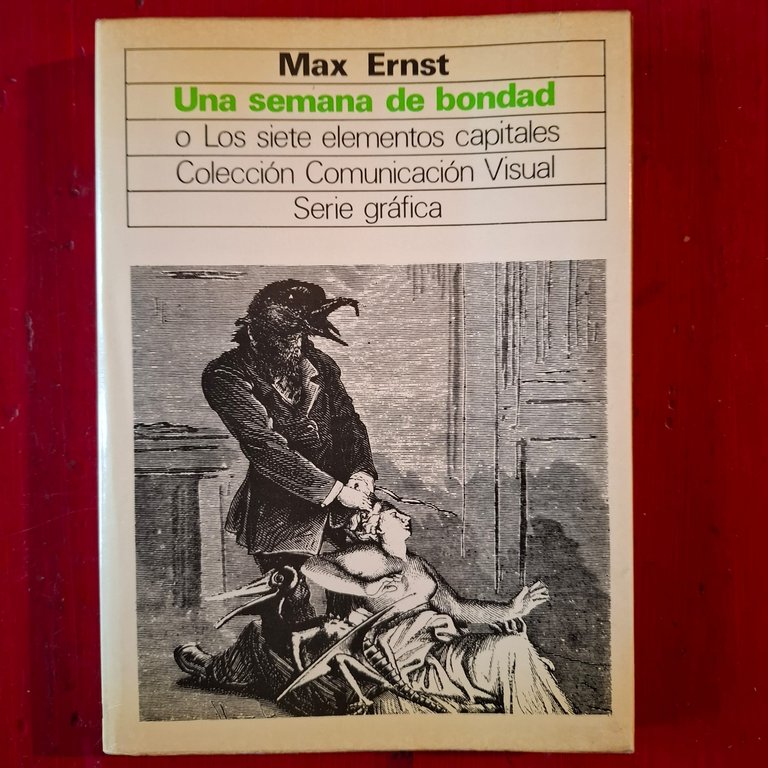 Max Ernst
Una semana de bondad
o Los siete elementos capitales
Colección Comunicación Visual
Serie gráfica